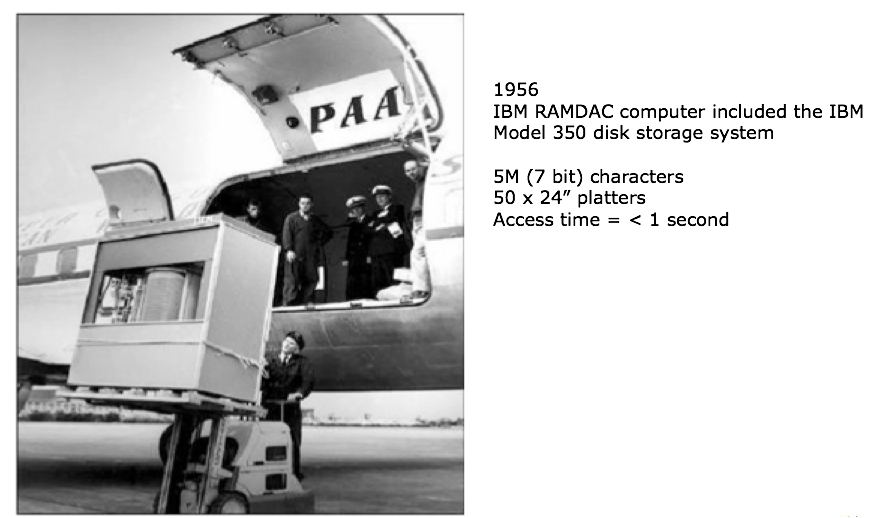 PAA
1956
IBM RAMDAC computer included the IBM
Model 350 disk storage system
5M (7 bit) characters
50 x 24” platters
Access time = < 1 second